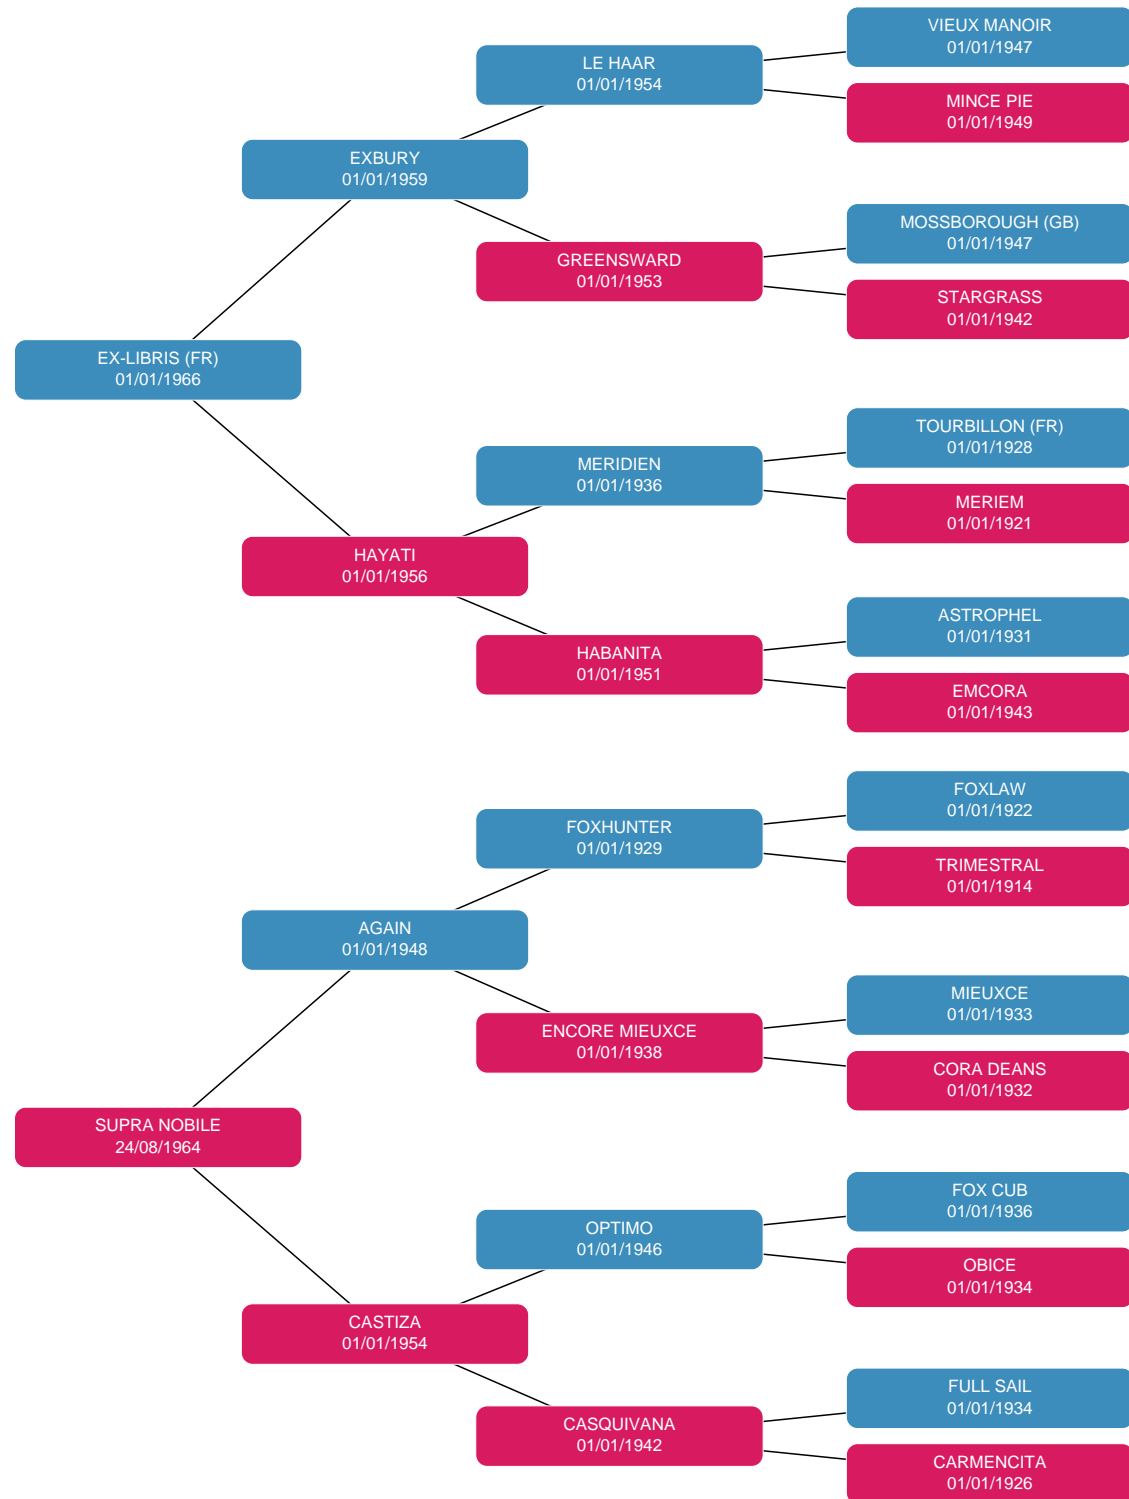 VIEUX MANOIR
01/01/1947
LE HAAR
01/01/1954
MINCE PIE
01/01/1949
EXBURY
01/01/1959
MOSSBOROUGH (GB)
01/01/1947
GREENSWARD
01/01/1953
STARGRASS
01/01/1942
EX-LIBRIS (FR)
01/01/1966
TOURBILLON (FR)
01/01/1928
MERIDIEN
01/01/1936
MERIEM
01/01/1921
HAYATI
01/01/1956
ASTROPHEL
01/01/1931
HABANITA
01/01/1951
EMCORA
01/01/1943
FOXLAW
01/01/1922
FOXHUNTER
01/01/1929
TRIMESTRAL
01/01/1914
AGAIN
01/01/1948
MIEUXCE
01/01/1933
ENCORE MIEUXCE
01/01/1938
CORA DEANS
01/01/1932
SUPRA NOBILE
24/08/1964
FOX CUB
01/01/1936
OPTIMO
01/01/1946
OBICE
01/01/1934
CASTIZA
01/01/1954
FULL SAIL
01/01/1934
CASQUIVANA
01/01/1942
CARMENCITA
01/01/1926